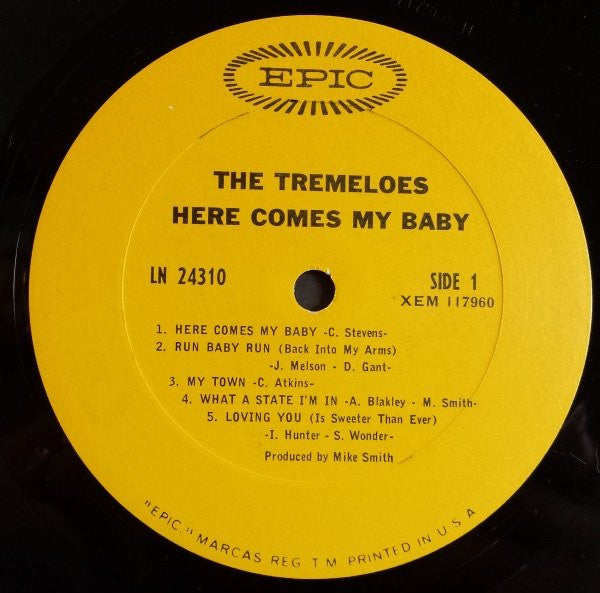 EPIC
THE TREMELOES
HERE COMES MY BABY
LN 24310
SIDE 1
XEM 117960
1. HERE COMES MY BABY -C. Stevens-
2. RUN BABY RUN (Back Into My Arms)
-J. Melson - D. Gant-
3. MY TOWN -C. Atkins-
4. WHAT A STATE I'M IN -A. Blakley - M. Smith-
5. LOVING YOU (Is Sweeter Than Ever)
-I. Hunter - S. Wonder-
Produced by Mike Smith
"EPIC," MARCAS REG T M PRINTED IN U S A